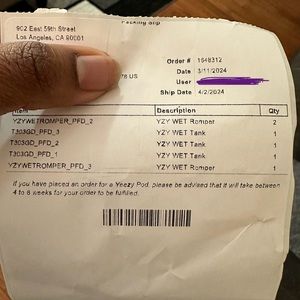 Packing Slip
902 East 59th Street
Los Angeles, CA 90001
Order # 1648312
US
Date 3/11/2024
User
Ship Date 4/2/2024
Item Description Qty
YZYWETROMPER_PFD_2 YZY WET Romper 2
T303GD_PFD_3 YZY WET Tank 1
T303GD_PFD_2 YZY WET Tank 1
T303GD_PFD_1 YZY WET Tank 1
YZYWETROMPER_PFD_3 YZY WET Romper 1
If you have placed an order for a Yeezy Pod, please be advised that it will take between
4 to 6 weeks for your order to be fulfilled.